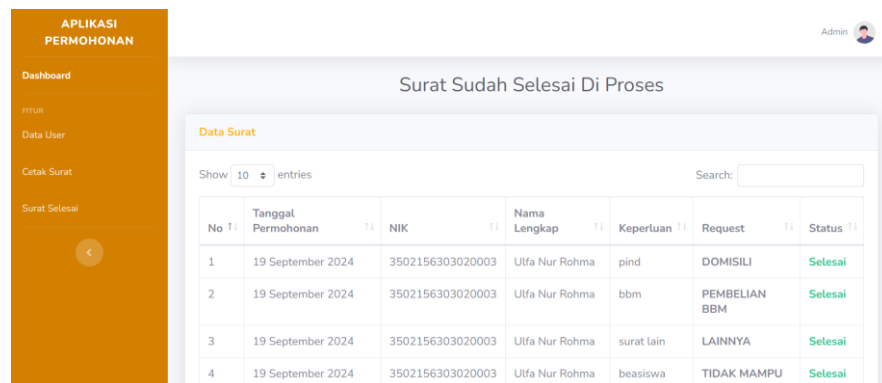 APLIKASI
PERMOHONAN
Admin
Dashboard
FITUR
Data User
Cetak Surat
Surat Selesai
Surat Sudah Selesai Di Proses
Data Surat
Show 10 entries
Search:
No Tanggal Permohonan NIK Nama Lengkap Keperluan Request Status
1 19 September 2024 3502156303020003 Ulfa Nur Rohma pind DOMISILI Selesai
2 19 September 2024 3502156303020003 Ulfa Nur Rohma bbm PEMBELIAN BBM Selesai
3 19 September 2024 3502156303020003 Ulfa Nur Rohma surat lain LAINNYA Selesai
4 19 September 2024 3502156303020003 Ulfa Nur Rohma beasiswa TIDAK MAMPU Selesai